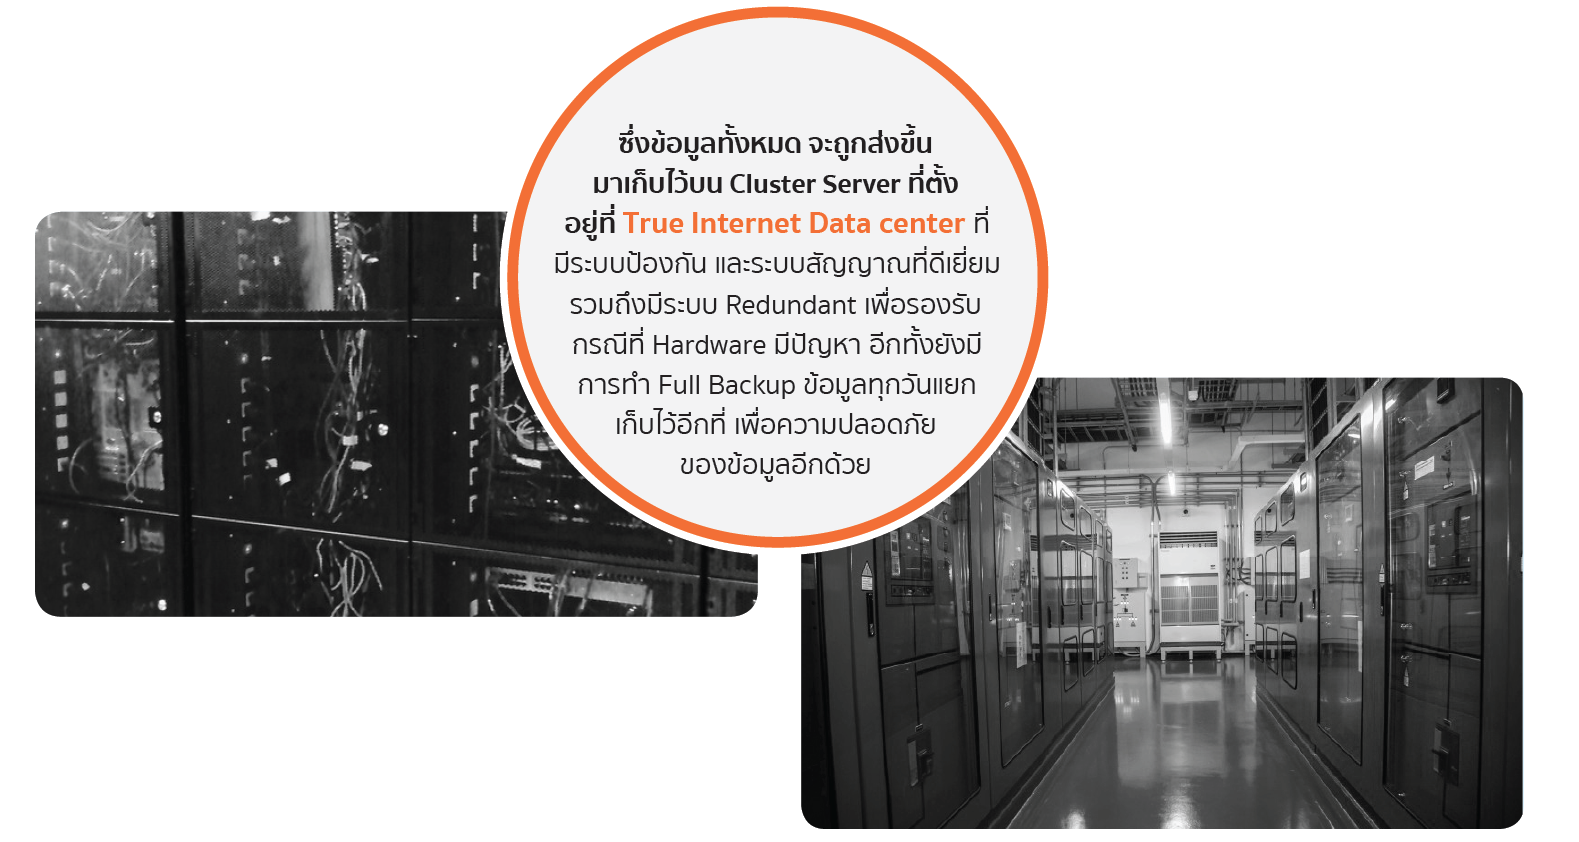 ซึ่งข้อมูลทั้งหมด จะถูกส่งขึ้น
มาเก็บไว้บน Cluster Server ที่ตั้ง
อยู่ที่ True Internet Data center ที่
มีระบบป้องกัน และระบบสัญญาณที่ดีเยี่ยม
รวมถึงมีระบบ Redundant เพื่อรองรับ
กรณีที่ Hardware มีปัญหา อีกทั้งยังมี
การทำ Full Backup ข้อมูลทุกวันแยก
เก็บไว้อีกที่ เพื่อความปลอดภัย
ของข้อมูลอีกด้วย